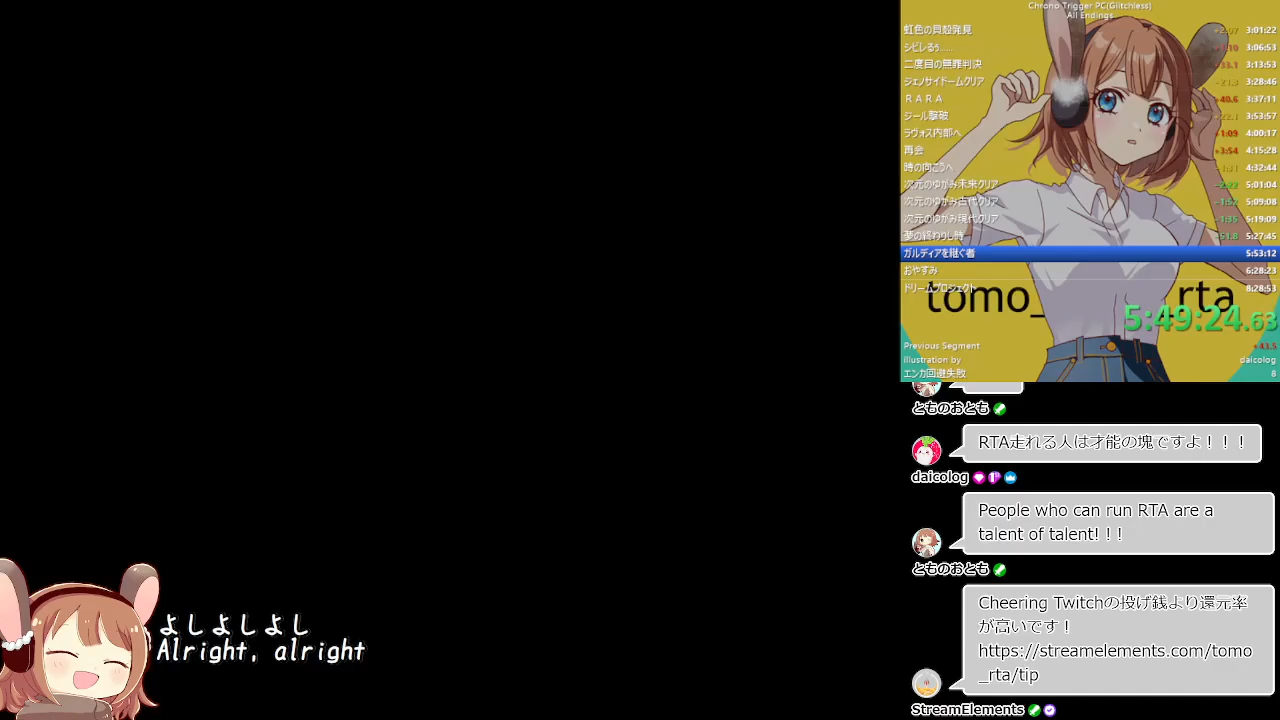 Chrono Trigger PC(Glitchless)
All Endings
虹色の貝殻発見 3:01:22
シビレるぅ...... 3:06:53
二度目の無罪判決 3:13:53
ジェノサイドームクリア 3:28:46
ＲＡＲＡ +40.6 3:37:11
ジール撃破 3:53:57
ラヴォス内部へ +1:09 4:00:17
再会 +3:54 4:15:28
時の向こうへ 4:32:44
次元のゆがみ未来クリア 5:01:04
次元のゆがみ古代クリア 5:09:08
次元のゆがみ現代クリア -1:35 5:19:09
夢の終わりし時 5:27:45
ガルディアを継ぐ者 5:53:12
おやすみ 6:28:23
ドリームプロジェクト 8:28:53
tomo_ _rta
5:49:24.63
Previous Segment
illustration by daicolog
エンカ回避失敗 8
とものおとも
RTA走れる人は才能の塊ですよ！！！
daicolog
People who can run RTA are a
talent of talent!！！
とものおとも
Cheering Twitchの投げ銭より還元率
が高いです！
https://streamelements.com/tomo
_rta/tip
StreamElements
よしよしよし
Alright, alright